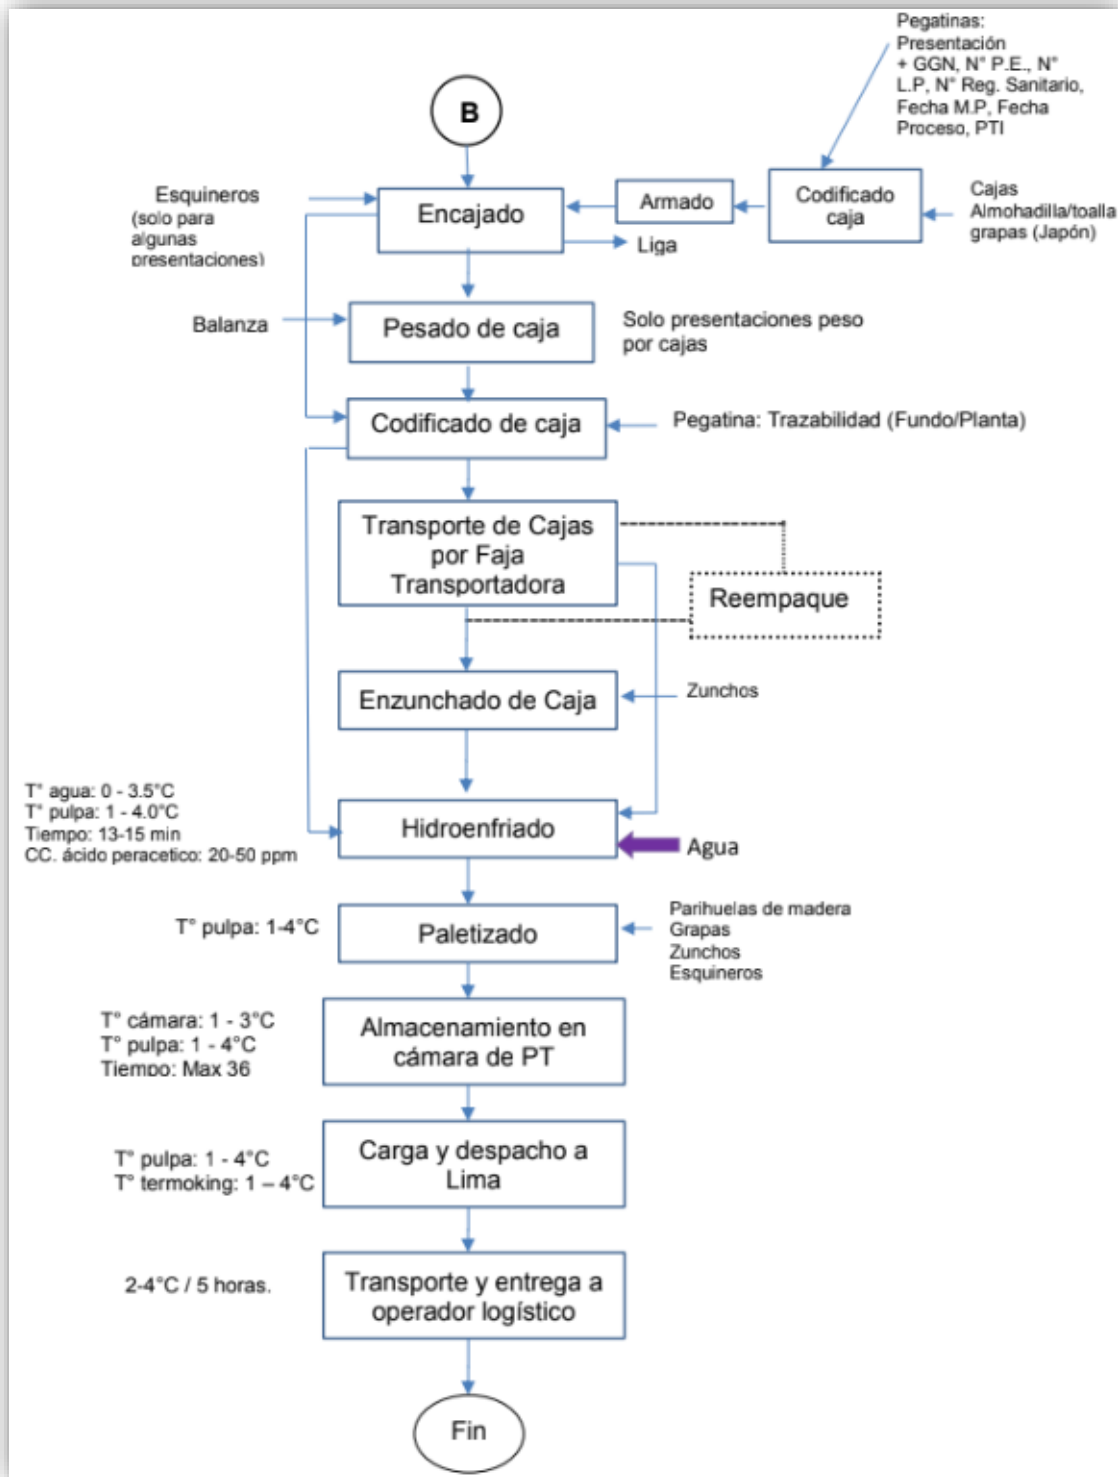 Pegatinas:
Presentación
+ GGN, N° P.E., N°
L.P, N° Reg. Sanitario,
Fecha M.P, Fecha
Proceso, PTI
B
Esquineros
(solo para
algunas
presentaciones)
Encajado
Armado
Codificado
caja
Cajas
Almohadilla/toalla
grapas (Japón)
Liga
Balanza
Pesado de caja
Solo presentaciones peso
por cajas
Codificado de caja
Pegatina: Trazabilidad (Fundo/Planta)
Transporte de Cajas
por Faja
Transportadora
Reempaque
Enzunchado de Caja
Zunchos
T° agua: 0 - 3.5°C
T° pulpa: 1 - 4.0°C
Tiempo: 13-15 min
CC. ácido peracetico: 20-50 ppm
Hidroenfriado
Agua
T° pulpa: 1-4°C
Paletizado
Parihuelas de madera
Grapas
Zunchos
Esquineros
T° cámara: 1 - 3°C
T° pulpa: 1 - 4°C
Tiempo: Max 36
Almacenamiento en
cámara de PT
T° pulpa: 1 - 4°C
T° termoking: 1 – 4°C
Carga y despacho a
Lima
2-4°C / 5 horas.
Transporte y entrega a
operador logístico
Fin